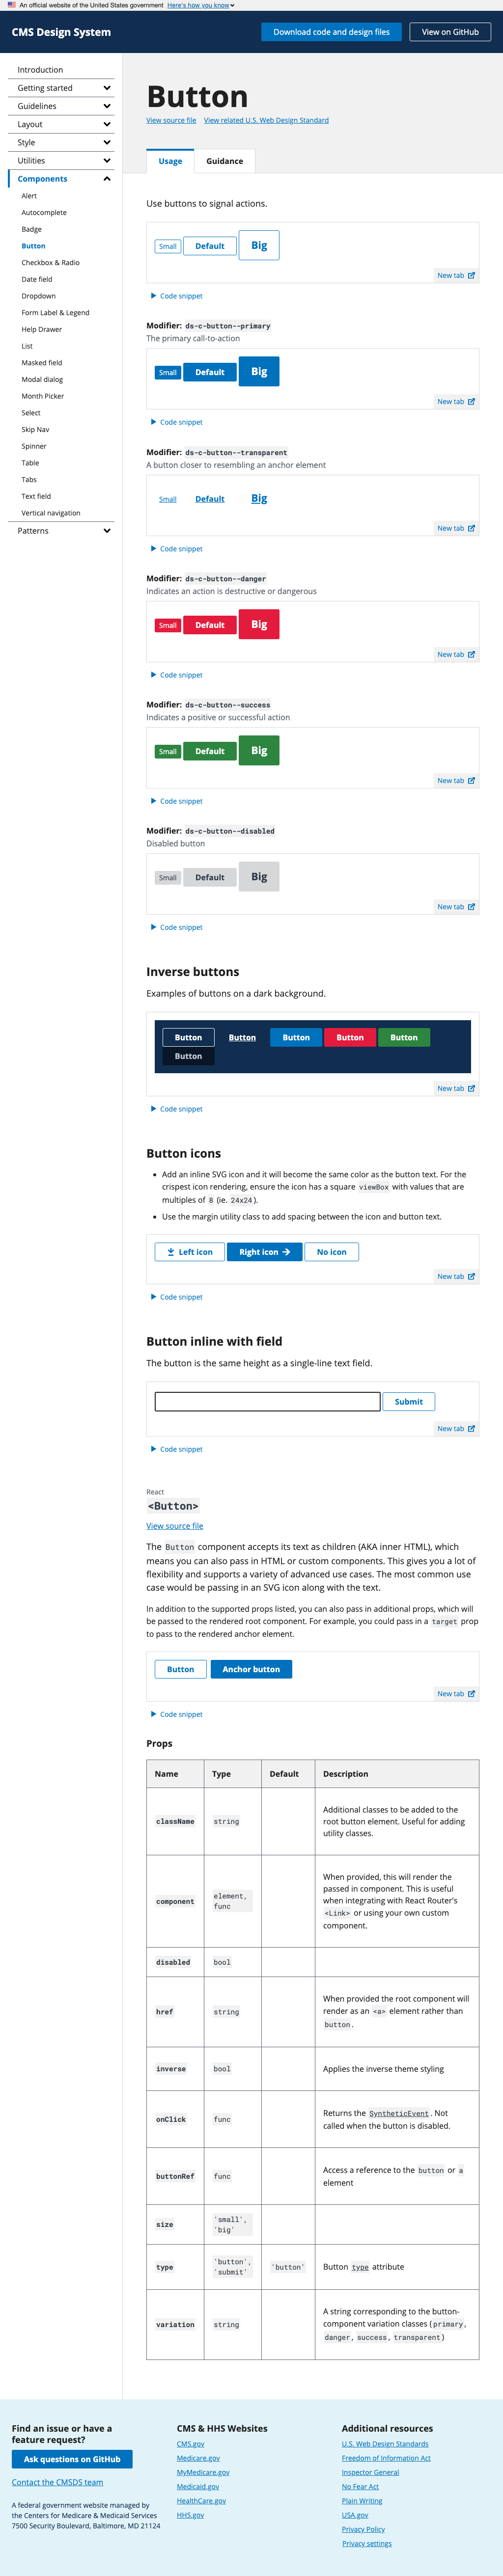 An official website of the United States government Here's how you know
CMS Design System
Download code and design files
View on GitHub
Introduction
Getting started
Guidelines
Layout
Style
Utilities
Components
Alert
Autocomplete
Badge
Button
Checkbox & Radio
Date field
Dropdown
Form Label & Legend
Help Drawer
List
Masked field
Modal dialog
Month Picker
Select
Skip Nav
Spinner
Table
Tabs
Text field
Vertical navigation
Patterns
Button
View source file View related U.S. Web Design Standard
Usage Guidance
Use buttons to signal actions.
Small Default Big
New tab
Code snippet
Modifier: ds-c-button--primary
The primary call-to-action
Small Default Big
New tab
Code snippet
Modifier: ds-c-button--transparent
A button closer to resembling an anchor element
Small Default Big
New tab
Code snippet
Modifier: ds-c-button--danger
Indicates an action is destructive or dangerous
Small Default Big
New tab
Code snippet
Modifier: ds-c-button--success
Indicates a positive or successful action
Small Default Big
New tab
Code snippet
Modifier: ds-c-button--disabled
Disabled button
Small Default Big
New tab
Code snippet
Inverse buttons
Examples of buttons on a dark background.
Button Button Button Button Button
Button
New tab
Code snippet
Button icons
Add an inline SVG icon and it will become the same color as the button text. For the
crispest icon rendering, ensure the icon has a square viewBox with values that are
multiples of 8 (ie. 24x24).
Use the margin utility class to add spacing between the icon and button text.
Left icon Right icon No icon
New tab
Code snippet
Button inline with field
The button is the same height as a single-line text field.
Submit
New tab
Code snippet
React
<Button>
View source file
The Button component accepts its text as children (AKA inner HTML), which
means you can also pass in HTML or custom components. This gives you a lot of
flexibility and supports a variety of advanced use cases. The most common use
case would be passing in an SVG icon along with the text.
In addition to the supported props listed, you can also pass in additional props, which will
be passed to the rendered root component. For example, you could pass in a target prop
to pass to the rendered anchor element.
Button Anchor button
New tab
Code snippet
Props
Name Type Default Description
className string Additional classes to be added to the
root button element. Useful for adding
utility classes.
component element,
func
When provided, this will render the
passed in component. This is useful
when integrating with React Router's
<Link> or using your own custom
component.
disabled bool
href string When provided the root component will
render as an <a> element rather than
button.
inverse bool Applies the inverse theme styling
onClick func Returns the SyntheticEvent. Not
called when the button is disabled.
buttonRef func Access a reference to the button or a
element
size 'small',
'big'
type 'button',
'submit'
'button' Button type attribute
variation string A string corresponding to the button-
component variation classes (primary,
danger, success, transparent)
Find an issue or have a
feature request?
Ask questions on GitHub
Contact the CMSDS team
A federal government website managed by
the Centers for Medicare & Medicaid Services
7500 Security Boulevard, Baltimore, MD 21124
CMS & HHS Websites
CMS.gov
Medicare.gov
MyMedicare.gov
Medicaid.gov
HealthCare.gov
HHS.gov
Additional resources
U.S. Web Design Standards
Freedom of Information Act
Inspector General
No Fear Act
Plain Writing
USA.gov
Privacy Policy
Privacy settings